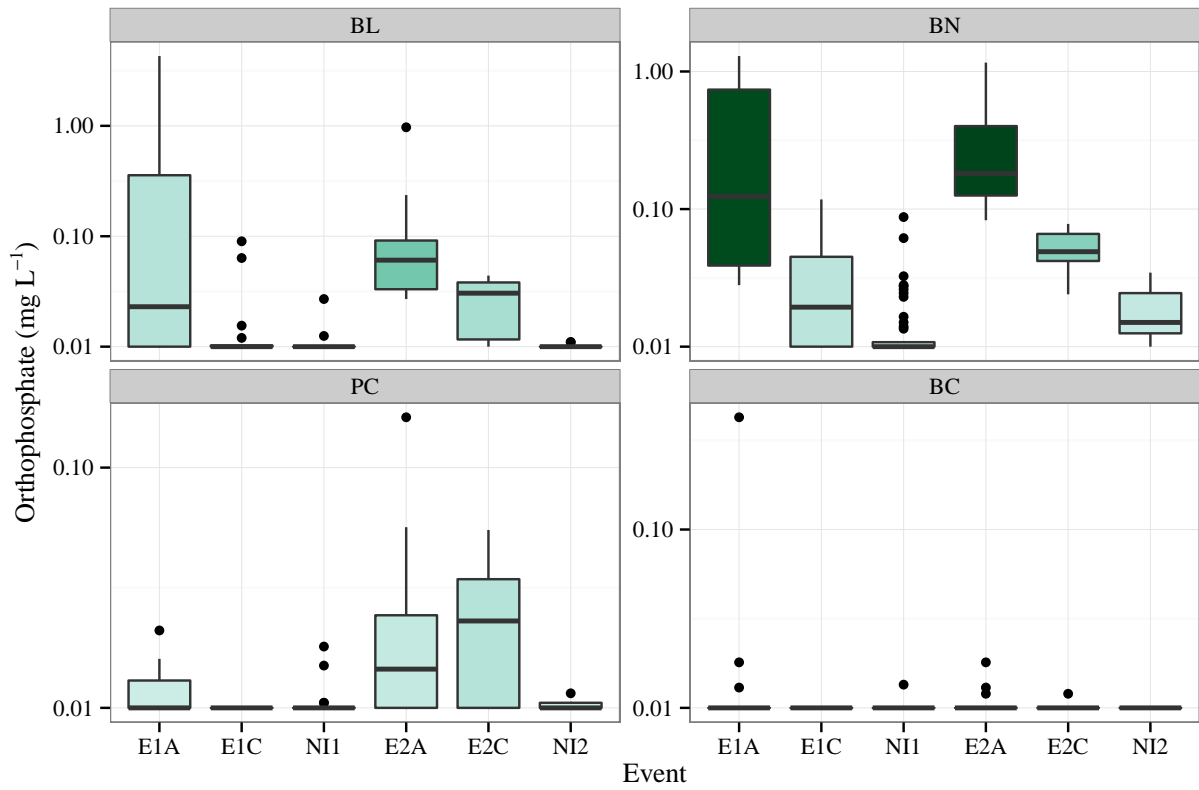 BL BN
1.00
0.10
0.01
1.00
0.10
0.01
PC BC
0.10
0.01
0.10
0.01
E1A E1C NI1 E2A E2C NI2 E1A E1C NI1 E2A E2C NI2
Event
Orthophosphate (mg L⁻¹)